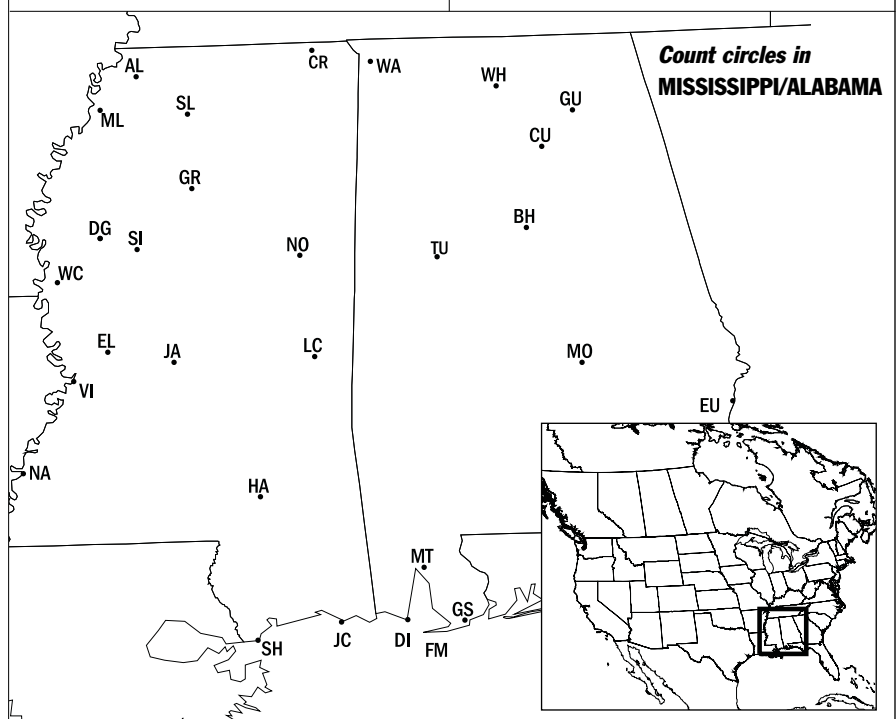 Count circles in
MISSISSIPPI/ALABAMA
AL
CR
WA
WH
GU
ML
SL
CU
GR
BH
DG
SI
NO
TU
WC
EL
JA
LC
MO
VI
EU
NA
HA
MT
GS
SH
JC
DI
FM